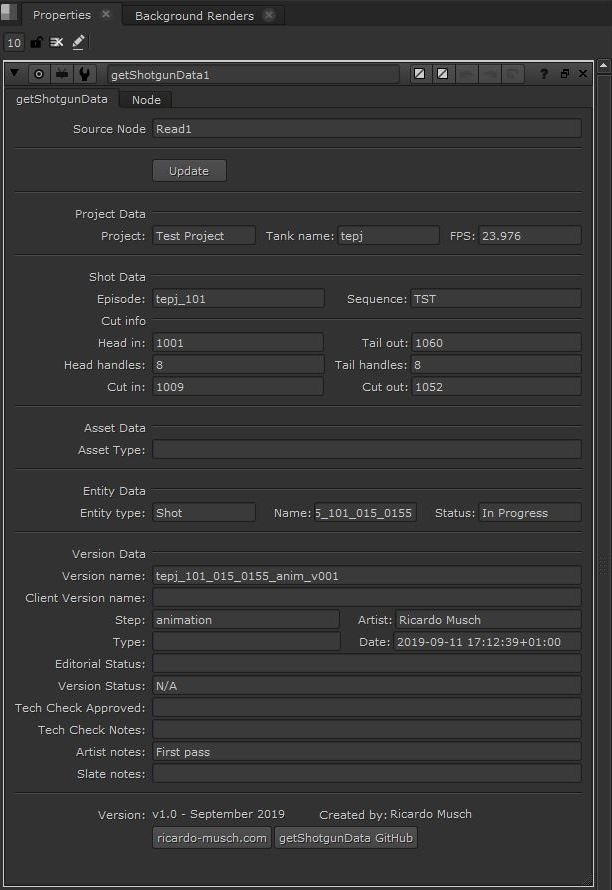 Properties Background Renders
10
getShotgunData1 ?
getShotgunData Node
Source Node Read1
Update
Project Data
Project: Test Project Tank name: tepj FPS: 23.976
Shot Data
Episode: tepj_101 Sequence: TST
Cut info
Head in: 1001 Tail out: 1060
Head handles: 8 Tail handles: 8
Cut in: 1009 Cut out: 1052
Asset Data
Asset Type:
Entity Data
Entity type: Shot Name: 5_101_015_0155 Status: In Progress
Version Data
Version name: tepj_101_015_0155_anim_v001
Client Version name:
Step: animation Artist: Ricardo Musch
Type: Date: 2019-09-11 17:12:39+01:00
Editorial Status:
Version Status: N/A
Tech Check Approved:
Tech Check Notes:
Artist notes: First pass
Slate notes:
Version: v1.0 - September 2019 Created by: Ricardo Musch
ricardo-musch.com getShotgunData GitHub